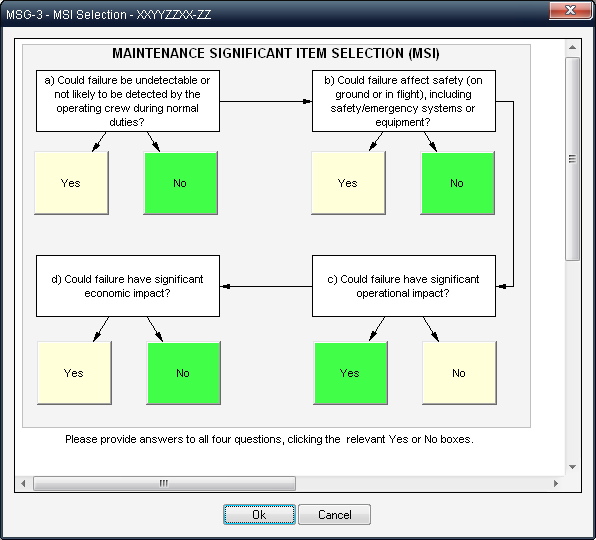 MSG-3 - MSI Selection - XXYYZZXX-ZZ
MAINTENANCE SIGNIFICANT ITEM SELECTION (MSI)
a) Could failure be undetectable or
not likely to be detected by the
operating crew during normal
duties?
b) Could failure affect safety (on
ground or in flight), including
safety/emergency systems or
equipment?
Yes
No
Yes
No
d) Could failure have significant
economic impact?
c) Could failure have significant
operational impact?
Yes
No
Yes
No
Please provide answers to all four questions, clicking the  relevant Yes or No boxes.
Ok
Cancel